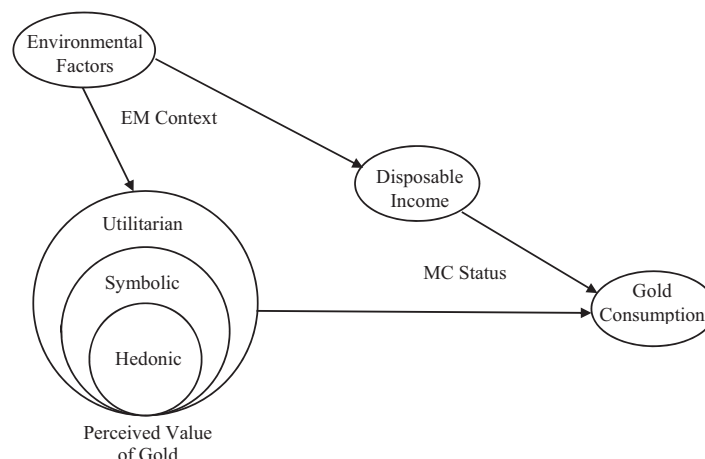 Environmental
Factors
EM Context
Disposable
Income
Utilitarian
Symbolic
MC Status
Gold
Consumption
Hedonic
Perceived Value
of Gold